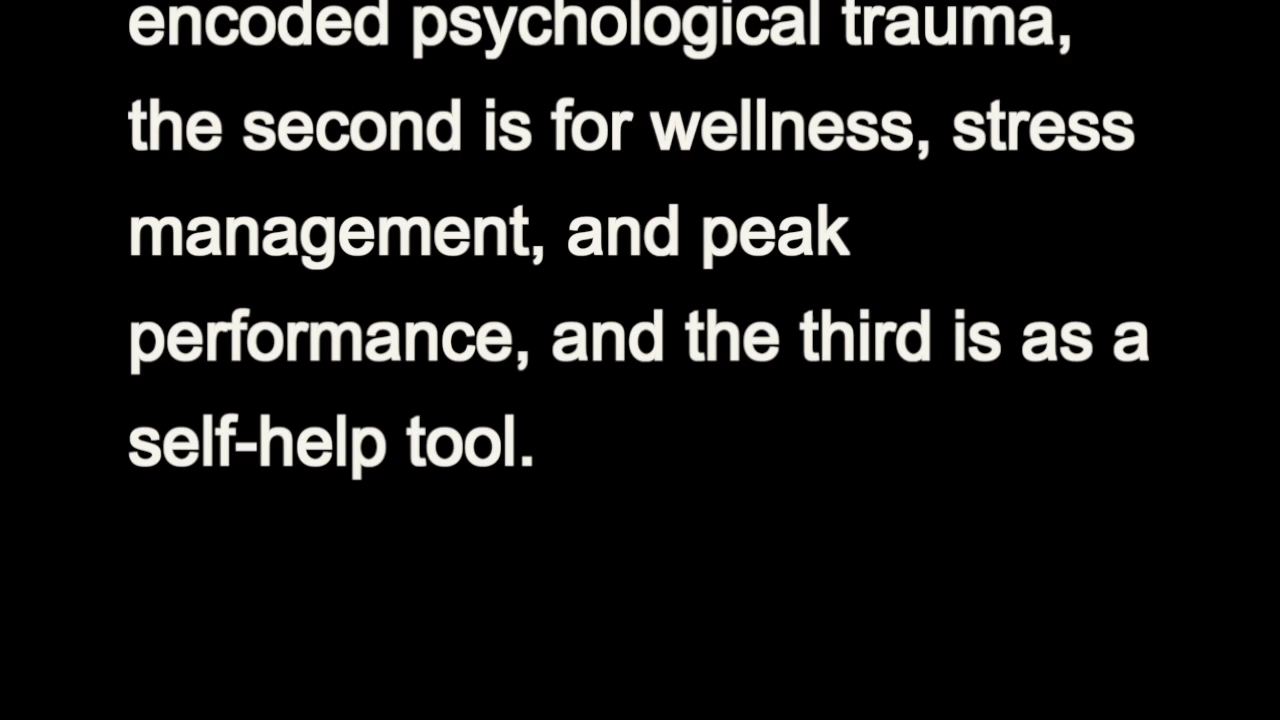 encoded psychological trauma,
the second is for wellness, stress
management, and peak
performance, and the third is as a
self-help tool.